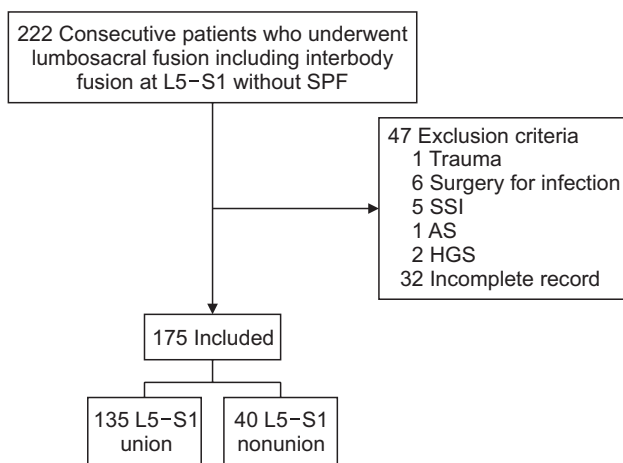 222 Consecutive patients who underwent
lumbosacral fusion including interbody
fusion at L5−S1 without SPF
47 Exclusion criteria
1 Trauma
6 Surgery for infection
5 SSI
1 AS
2 HGS
32 Incomplete record
175 Included
135 L5−S1
union
40 L5−S1
nonunion